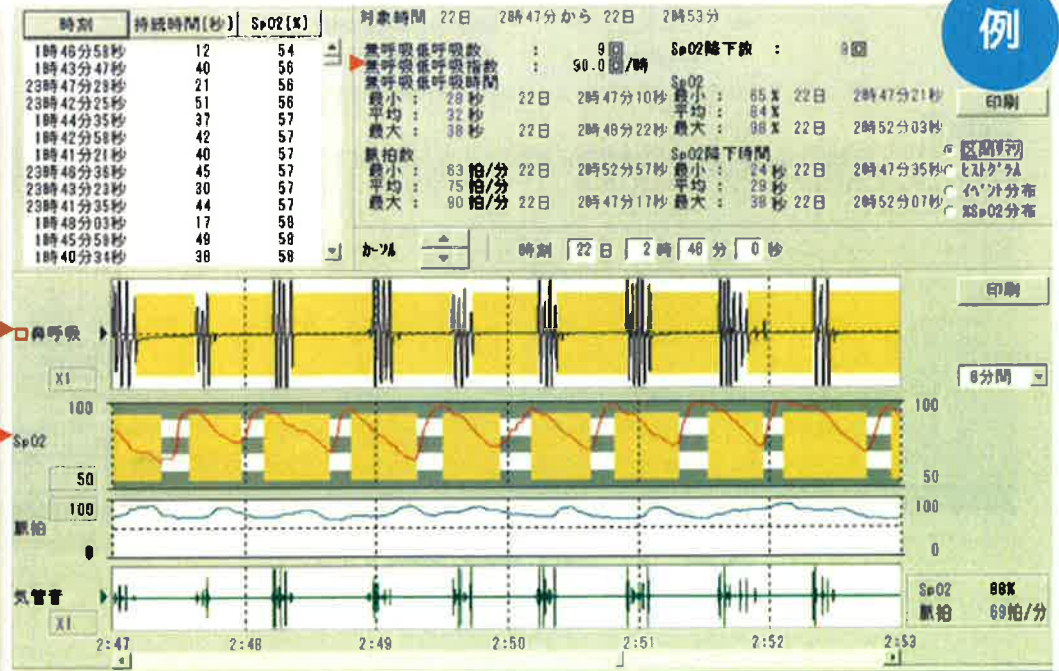 例
時刻 持続時間(秒) SpO2(%)
1時46分58秒 12 54
1時43分47秒 40 56
23時47分29秒 21 56
23時42分25秒 51 56
1時44分35秒 37 57
1時42分58秒 42 57
1時41分21秒 40 57
23時46分36秒 45 57
23時43分23秒 30 57
23時41分35秒 44 57
1時48分03秒 17 58
1時45分59秒 49 58
1時40分34秒 38 58
対象時間 22日 2時47分から 22日 2時53分
無呼吸低呼吸数 : 9回
無呼吸低呼吸指数 : 90.0回/時
無呼吸低呼吸時間
最小 : 28秒 22日 2時47分10秒
平均 : 32秒
最大 : 38秒 22日 2時48分22秒
脈拍数
最小 : 63拍/分 22日 2時52分57秒
平均 : 75拍/分
最大 : 90拍/分 22日 2時47分17秒
SpO2降下数 : 9回
SpO2
最小 : 65% 22日 2時47分21秒
平均 : 84%
最大 : 98% 22日 2時52分03秒
SpO2降下時間
最小 : 24秒 22日 2時47分35秒
平均 : 29秒
最大 : 38秒 22日 2時52分07秒
印刷
区間サマリ
ヒストグラム
イベント分布
%SpO2分布
カーソル 時刻 22日 2時 48分 0秒
印刷
鼻呼吸
X1
6分間
100 100
SpO2
50 50
100 100
脈拍
0 0
気管音
X1
SpO2 88%
脈拍 69拍/分
2:47 2:48 2:49 2:50 2:51 2:52 2:53